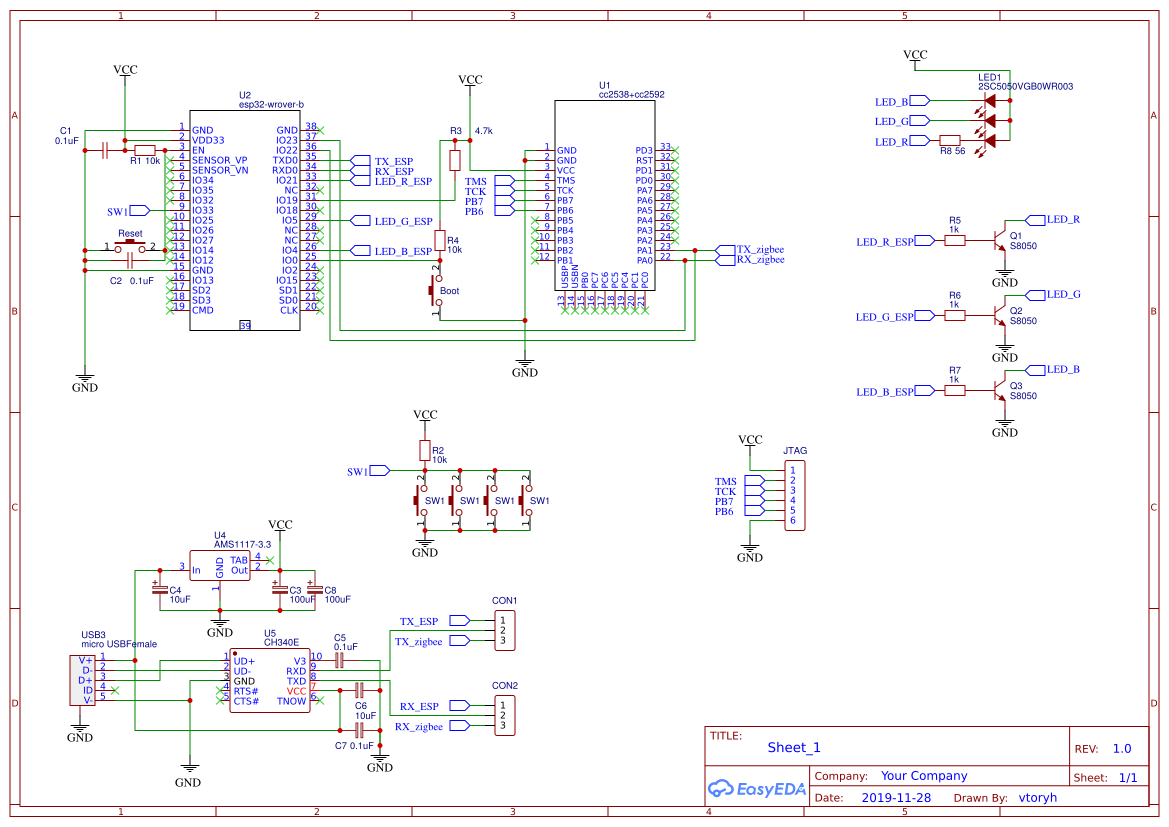 1 2 3 4 5
A
B
C
D
VCC
C1
0.1uF
R1 10k
SW1
Reset
1 2
C2 0.1uF
GND
U2
esp32-wrover-b
1 GND
2 VDD33
3 EN
4 SENSOR_VP
5 SENSOR_VN
6 IO34
7 IO35
8 IO32
9 IO33
10 IO25
11 IO26
12 IO27
13 IO14
14 IO12
15 GND
16 IO13
17 SD2
18 SD3
19 CMD
39
GND 38
IO23 37
IO22 36
TXD0 35
RXD0 34
IO21 33
NC 32
IO19 31
IO18 30
IO5 29
NC 28
NC 27
IO4 26
IO0 25
IO2 24
IO15 23
SD1 22
SD0 21
CLK 20
TX_ESP
RX_ESP
LED_R_ESP
LED_G_ESP
LED_B_ESP
VCC
R3 4.7k
R4
10k
2
Boot
1
GND
TMS
TCK
PB7
PB6
U1
cc2538+cc2592
1 GND
2 GND
3 VCC
4 TMS
5 TCK
6 PB7
7 PB6
8 PB5
9 PB4
10 PB3
11 PB2
12 PB1
13 USBP
14 USBN
15 PB0
16 PC7
17 PC6
18 PC5
19 PC4
20 PC1
21 PC0
PD3 33
RST 32
PD1 31
PD0 30
PA7 29
PA6 28
PA5 27
PA4 26
PA3 25
PA2 24
PA1 23
PA0 22
TX_zigbee
RX_zigbee
VCC
LED1
2SC5050VGB0WR003
LED_B
LED_G
LED_R
R8 56
R5
1k
LED_R_ESP
LED_R
Q1
S8050
GND
R6
1k
LED_G_ESP
LED_G
Q2
S8050
GND
R7
1k
LED_B_ESP
LED_B
Q3
S8050
GND
VCC
R2
10k
SW1
2 2 2 2
SW1 SW1 SW1 SW1
1 1 1 1
GND
VCC
JTAG
TMS
TCK
PB7
PB6
1
2
3
4
5
6
GND
VCC
U4
AMS1117-3.3
3 In
GND
1
TAB 4
Out 2
C4
10uF
C3
100uF
C8
100uF
GND
USB3
micro USBFemale
V+ 1
D- 2
D+ 3
ID 4
V- 5
GND
U5
CH340E
1 UD+
2 UD-
3 GND
4 RTS#
5 CTS#
V3 10
RXD 9
TXD 8
VCC 7
TNOW 6
C5
0.1uF
C6
10uF
C7 0.1uF
GND
GND
CON1
TX_ESP
TX_zigbee
1
2
3
CON2
RX_ESP
RX_zigbee
1
2
3
TITLE:
Sheet_1
REV: 1.0
EasyEDA
Company: Your Company
Sheet: 1/1
Date: 2019-11-28 Drawn By: vtoryh
A
B
C
D
1 2 3 4 5